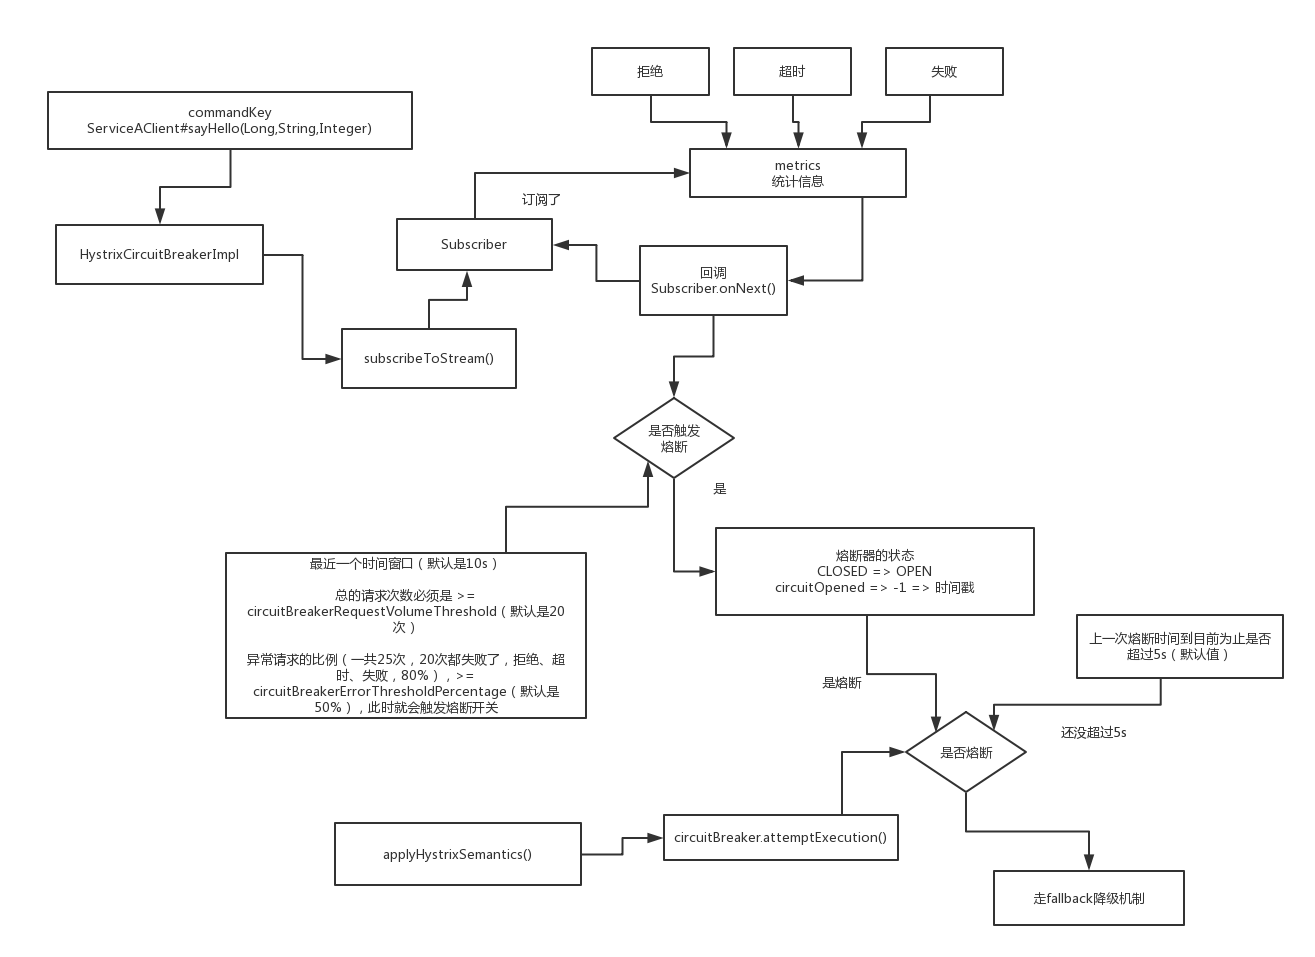 拒绝
超时
失败
commandKey
ServiceAClient#sayHello(Long,String,Integer)
metrics
统计信息
订阅了
Subscriber
HystrixCircuitBreakerImpl
回调
Subscriber.onNext()
subscribeToStream()
是否触发
熔断
是
最近一个时间窗口（默认是10s）
总的请求次数必须是 >=
circuitBreakerRequestVolumeThreshold（默认是20
次）
异常请求的比例（一共25次，20次都失败了，拒绝、超
时、失败，80%），>=
circuitBreakerErrorThresholdPercentage（默认是
50%），此时就会触发熔断开关
熔断器的状态
CLOSED => OPEN
circuitOpened => -1 => 时间戳
上一次熔断时间到目前为止是否
超过5s（默认值）
是熔断
还没超过5s
是否熔断
circuitBreaker.attemptExecution()
applyHystrixSemantics()
走fallback降级机制